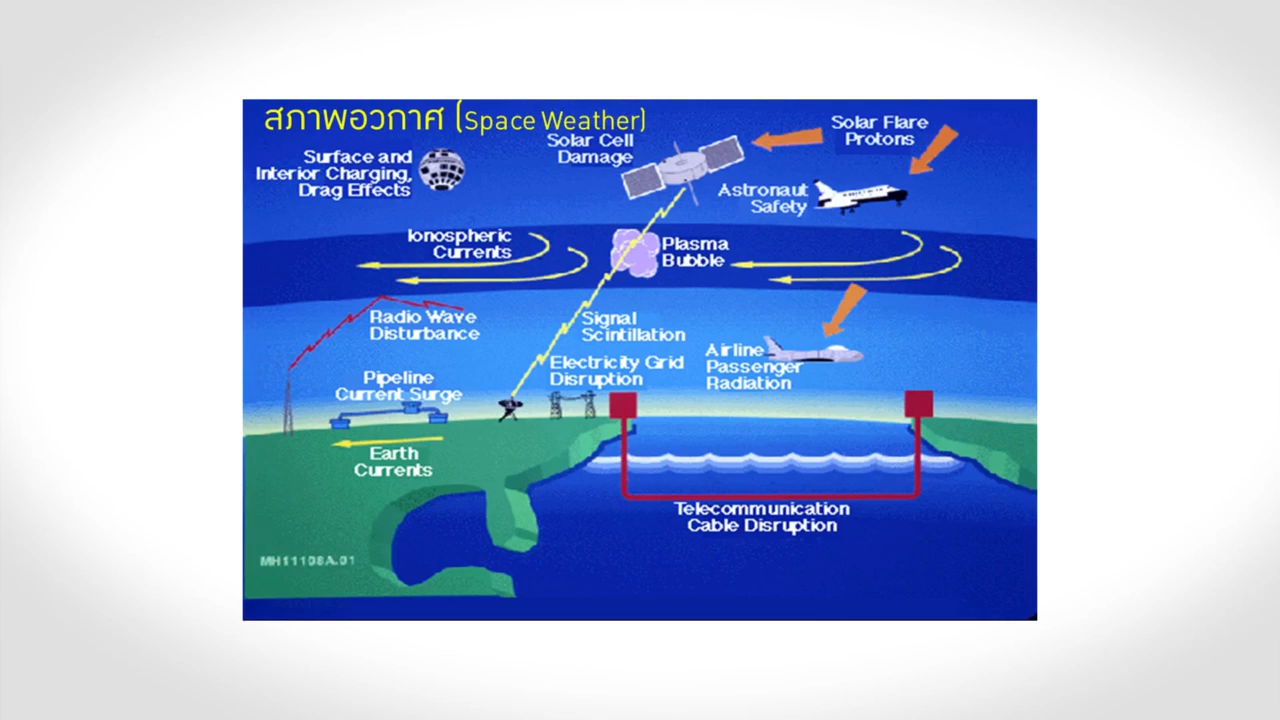 สภาพอวกาศ (Space Weather)
Solar Flare
Protons
Solar Cell
Damage
Surface and
Interior Charging,
Drag Effects
Astronaut
Safety
Ionospheric
Currents
Plasma
Bubble
Radio Wave
Disturbance
Signal
Scintillation
Airline
Passenger
Radiation
Electricity Grid
Disruption
Pipeline
Current Surge
Earth
Currents
Telecommunication
Cable Disruption
MH11108A.01